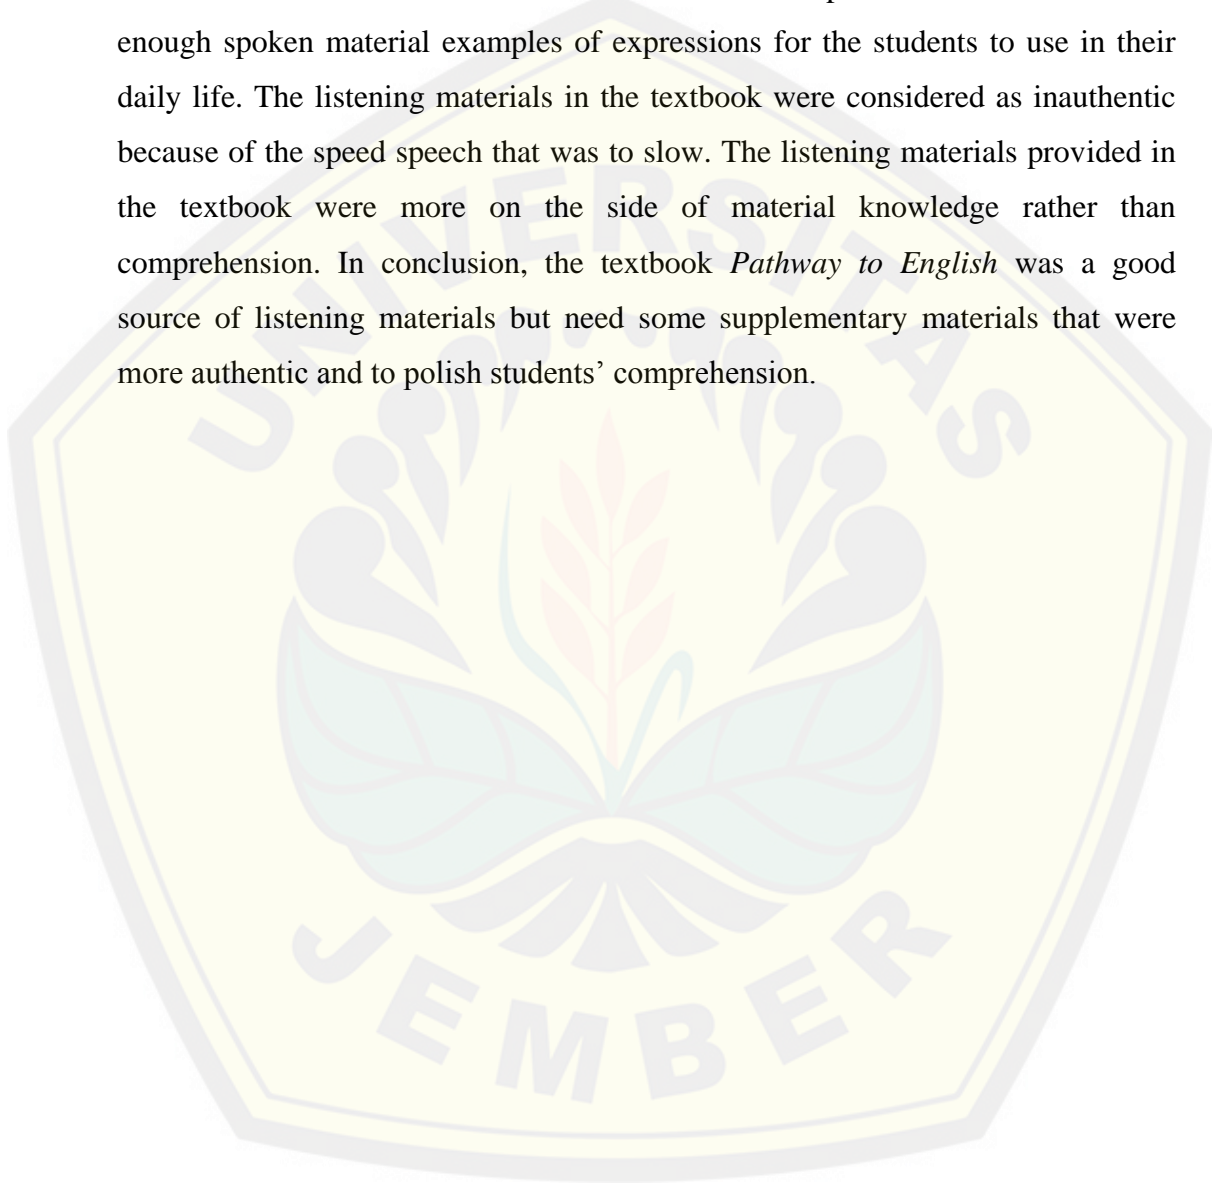 enough spoken material examples of expressions for the students to use in their
daily life. The listening materials in the textbook were considered as inauthentic
because of the speed speech that was to slow. The listening materials provided in
the textbook were more on the side of material knowledge rather than
comprehension. In conclusion, the textbook Pathway to English was a good
source of listening materials but need some supplementary materials that were
more authentic and to polish students’ comprehension.
UNIVERSITAS
JEMBER